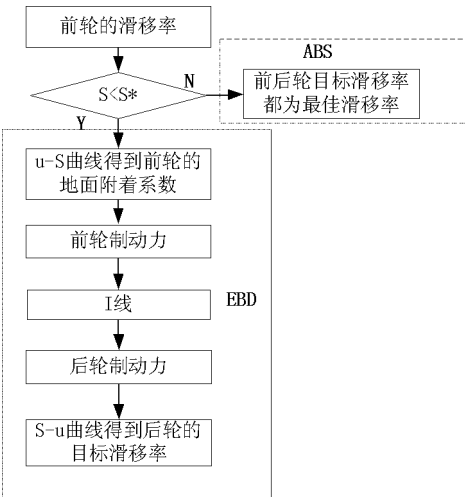 前轮的滑移率
ABS
S<S*
N
前后轮目标滑移率
都为最佳滑移率
Y
u-S曲线得到前轮的
地面附着系数
前轮制动力
I线
EBD
后轮制动力
S-u曲线得到后轮的
目标滑移率